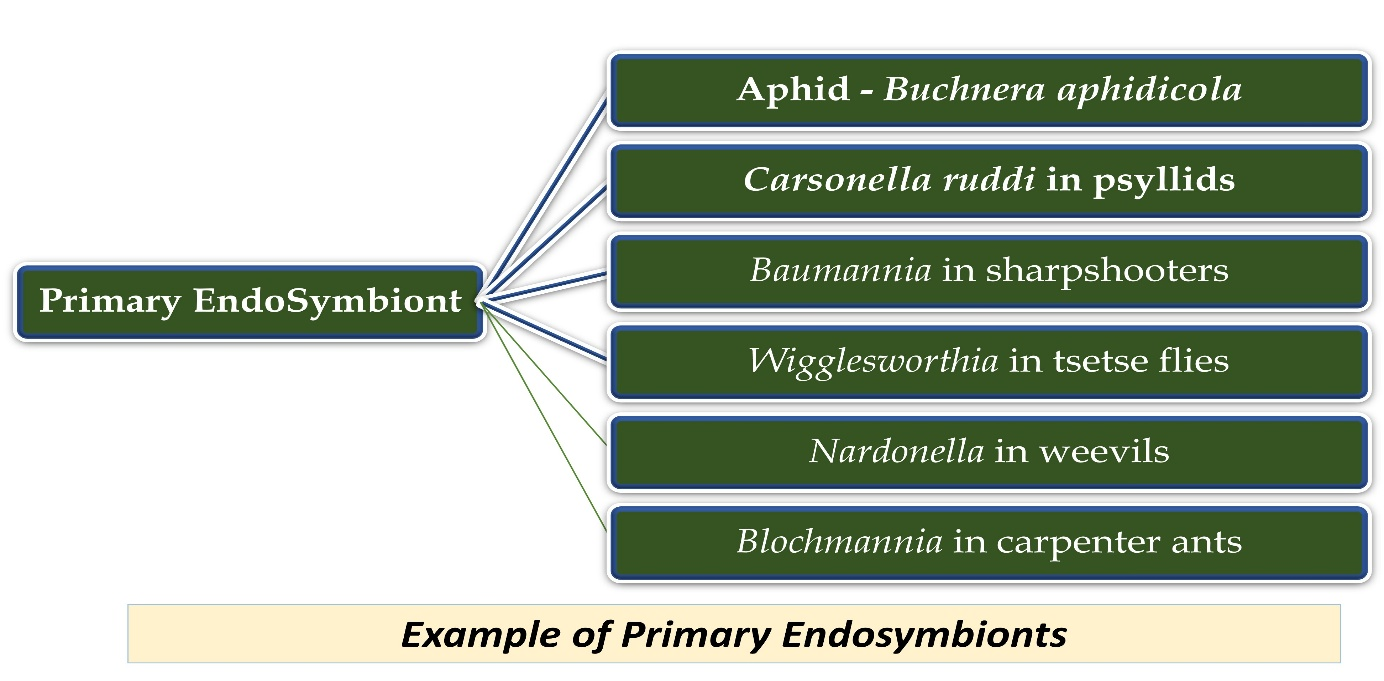 Primary EndoSymbiont
Aphid - Buchnera aphidicola
Carsonella ruddi in psyllids
Baumannia in sharpshooters
Wigglesworthia in tsetse flies
Nardonella in weevils
Blochmannia in carpenter ants
Example of Primary Endosymbionts